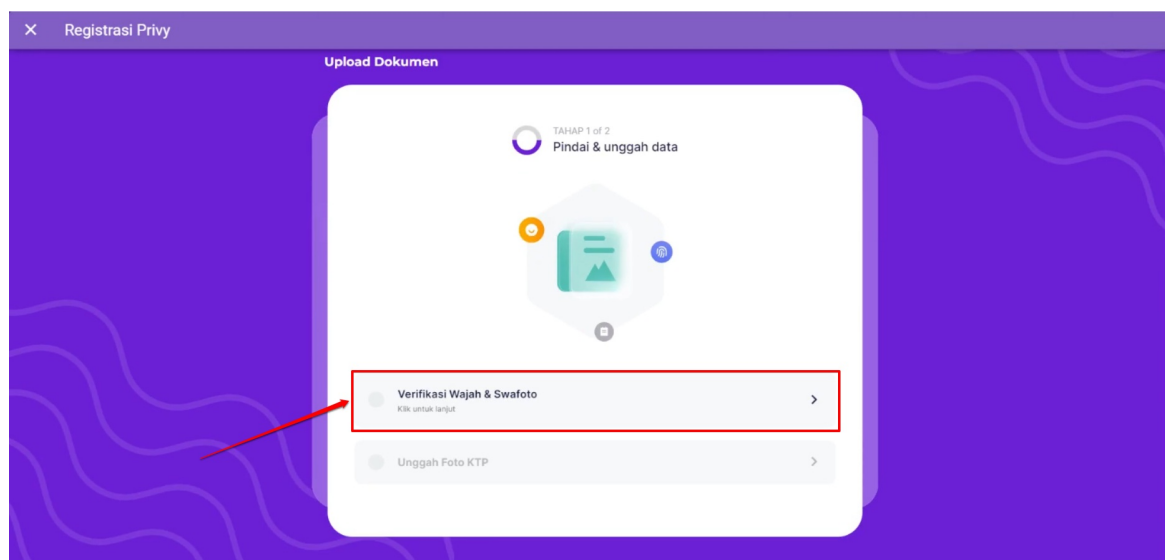 Registrasi Privy
Upload Dokumen
TAHAP 1 of 2
Pindai & unggah data
Verifikasi Wajah & Swafoto
Klik untuk lanjut
Unggah Foto KTP